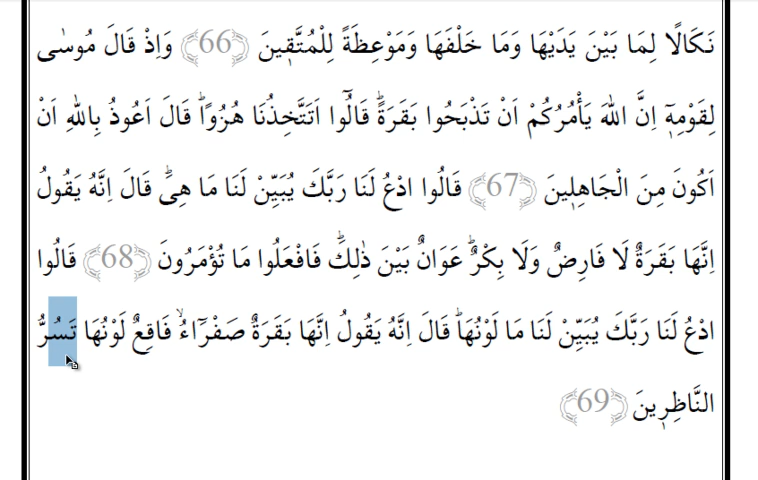 نَكَالًا لِمَا بَيْنَ يَدَيْهَا وَمَا خَلْفَهَا وَمَوْعِظَةً لِلْمُتَّقٖينَ ﴿66﴾ وَاِذْ قَالَ مُوسٰى
لِقَوْمِهٖٓ اِنَّ اللّٰهَ يَأْمُرُكُمْ اَنْ تَذْبَحُوا بَقَرَةًؕ قَالُٓوا اَتَتَّخِذُنَا هُزُوًاؕ قَالَ اَعُوذُ بِاللّٰهِ اَنْ
اَكُونَ مِنَ الْجَاهِلٖينَ ﴿67﴾ قَالُوا ادْعُ لَنَا رَبَّكَ يُبَيِّنْ لَنَا مَا هِىَؕ قَالَ اِنَّهُ يَقُولُ
اِنَّهَا بَقَرَةٌ لَا فَارِضٌ وَلَا بِكْرٌؕ عَوَانٌ بَيْنَ ذٰلِكَؕ فَافْعَلُوا مَا تُؤْمَرُونَ ﴿68﴾ قَالُوا
ادْعُ لَنَا رَبَّكَ يُبَيِّنْ لَنَا مَا لَوْنُهَاؕ قَالَ اِنَّهُ يَقُولُ اِنَّهَا بَقَرَةٌ صَفْرَٓاءُۙ فَاقِعٌ لَوْنُهَا تَسُرُّ
النَّاظِرٖينَ ﴿69﴾